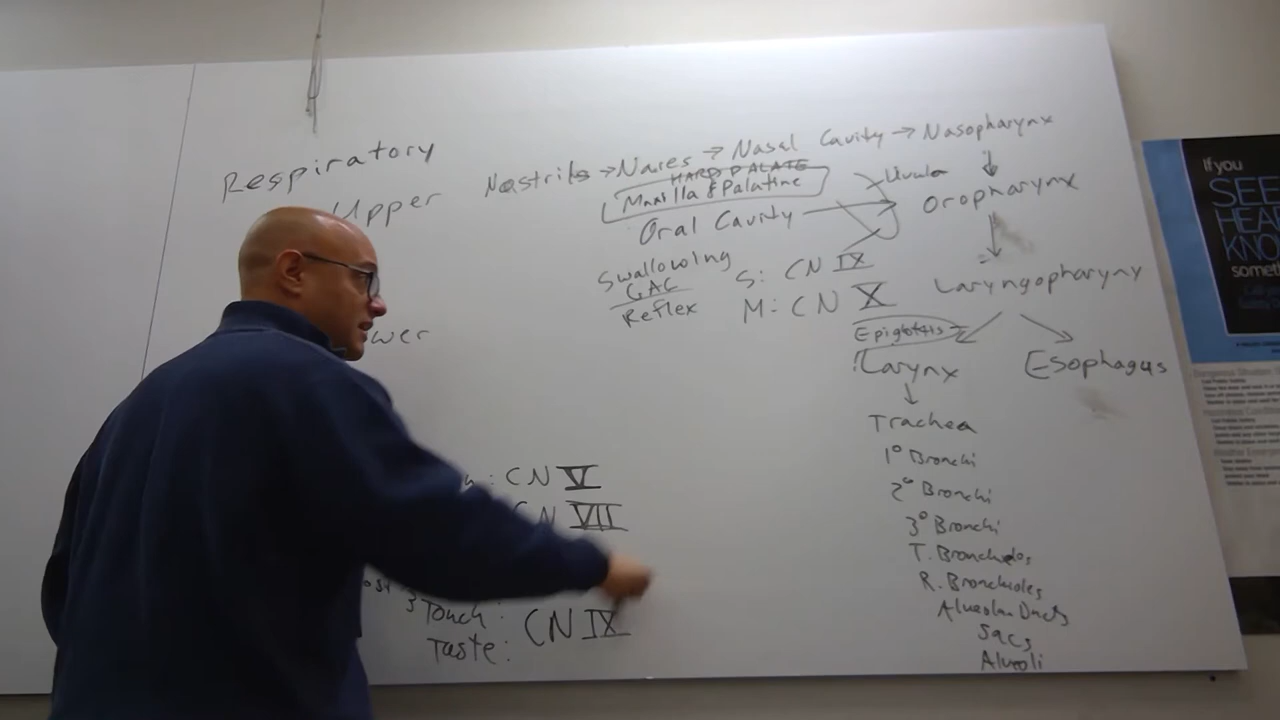 Respiratory
Upper
wer
Nostrils → Nares → Nasal Cavity → Nasopharynx
HARD PALATE
Maxilla & Palatine
Uvula
Oral Cavity
Oropharynx
Swallowing
GAG
Reflex
S: CN IX
M: CN X
Laryngopharynx
Epiglottis
Larynx
Esophagus
Trachea
1° Bronchi
2° Bronchi
3° Bronchi
T. Bronchioles
R. Bronchioles
Alveolar Ducts
Sacs
Alveoli
: CN V
CN VII
Touch:
Taste:
CN IX
If you
SEE
HEA
KNO
someth